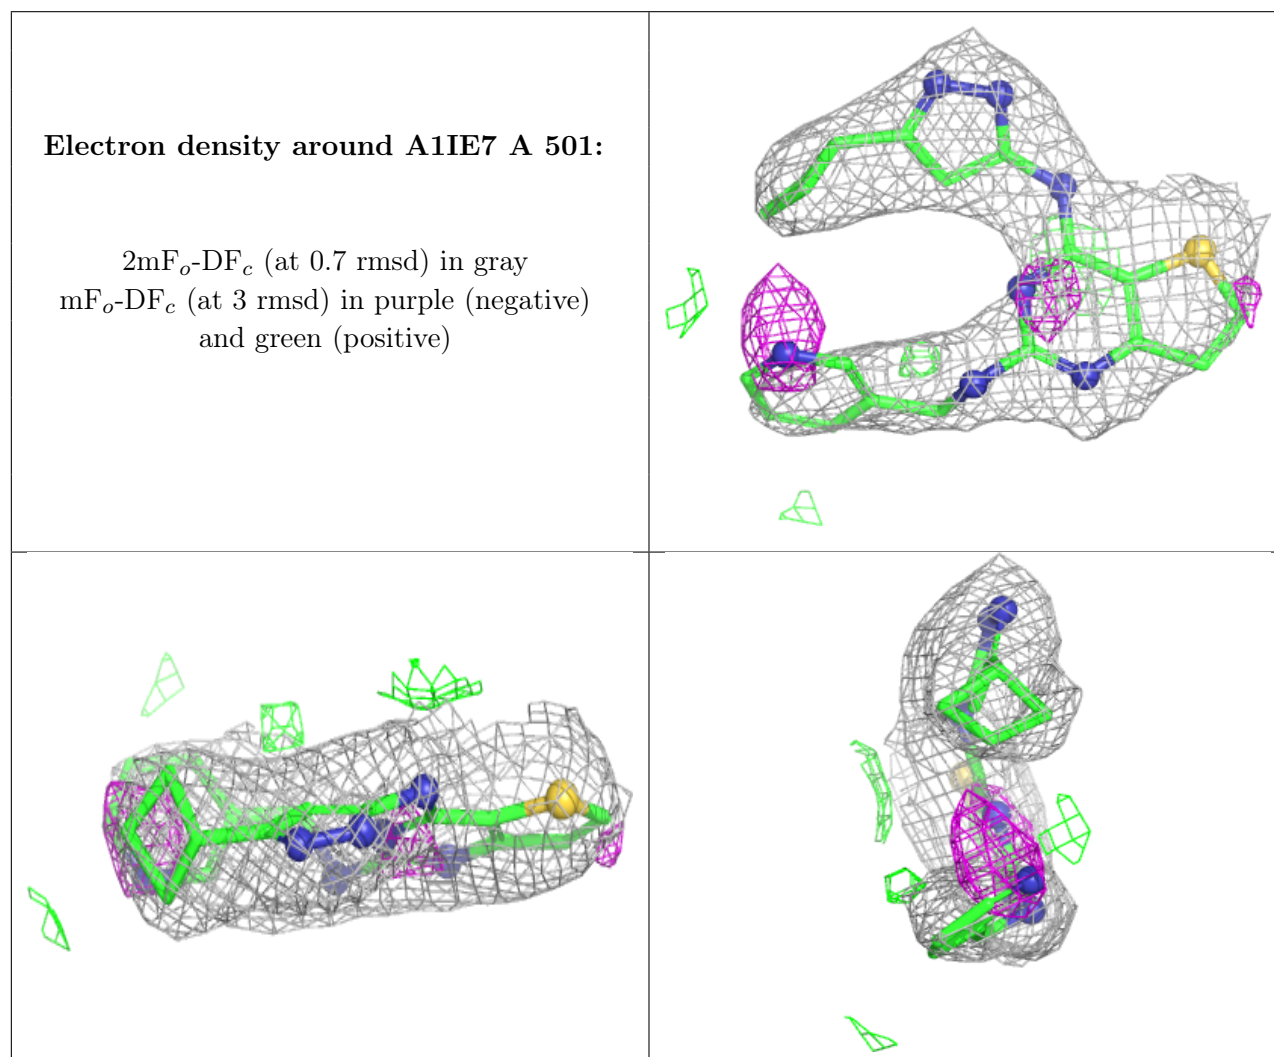 Electron density around A1IE7 A 501:
2mFo-DFc (at 0.7 rmsd) in gray
mFo-DFc (at 3 rmsd) in purple (negative)
and green (positive)